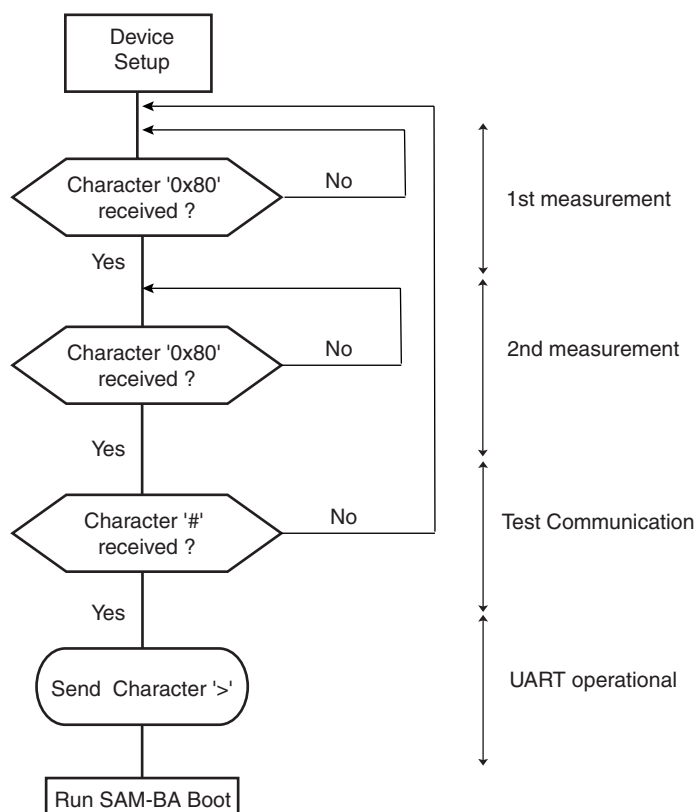 Device
Setup
Character '0x80'
received ?
No
1st measurement
Yes
Character '0x80'
received ?
No
2nd measurement
Yes
Character '#'
received ?
No
Test Communication
Yes
Send Character '>'
UART operational
Run SAM-BA Boot